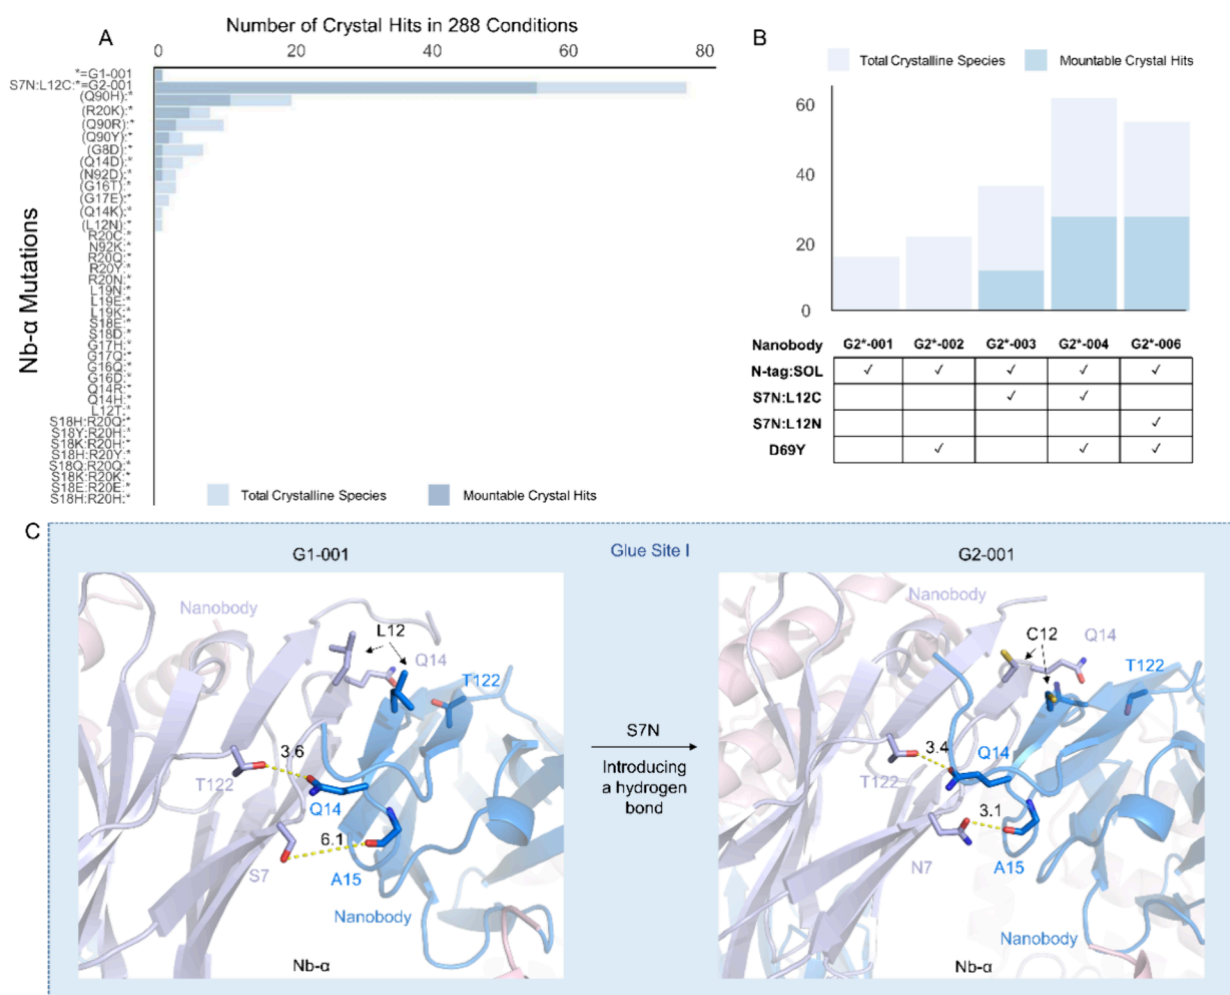 A
Number of Crystal Hits in 288 Conditions
0 20 40 60 80
Nb-α Mutations
*=G1-001
S7N:L12C:*=G2-001
(Q90H):*
(R20K):*
(Q90R):*
(Q90Y):*
(G8D):*
(Q14D):*
(N92D):*
(G16T):*
(G17E):*
(Q14K):*
(L12N):*
R20C:*
N92K:*
R20Q:*
R20Y:*
R20N:*
L19N:*
L19E:*
L19K:*
S18E:*
S18D:*
G17H:*
G17Q:*
G16Q:*
G16D:*
Q14R:*
Q14H:*
L12T:*
S18H:R20Q:*
S18Y:R20H:*
S18K:R20H:*
S18H:R20Y:*
S18Q:R20Q:*
S18K:R20K:*
S18E:R20E:*
S18H:R20H:*
Total Crystalline Species Mountable Crystal Hits
B
Total Crystalline Species Mountable Crystal Hits
60
40
20
0
Nanobody G2*-001 G2*-002 G2*-003 G2*-004 G2*-006
N-tag:SOL ✓ ✓ ✓ ✓ ✓
S7N:L12C ✓ ✓
S7N:L12N ✓
D69Y ✓ ✓ ✓
C
G1-001
Glue Site I
G2-001
Nanobody
L12
Q14
T122
3.6
T122
Q14
6.1
S7
A15
Nanobody
Nb-α
S7N
Introducing
a hydrogen
bond
Nanobody
C12
Q14
T122
3.4
Q14
T122
3.1
N7
A15
Nanobody
Nb-α